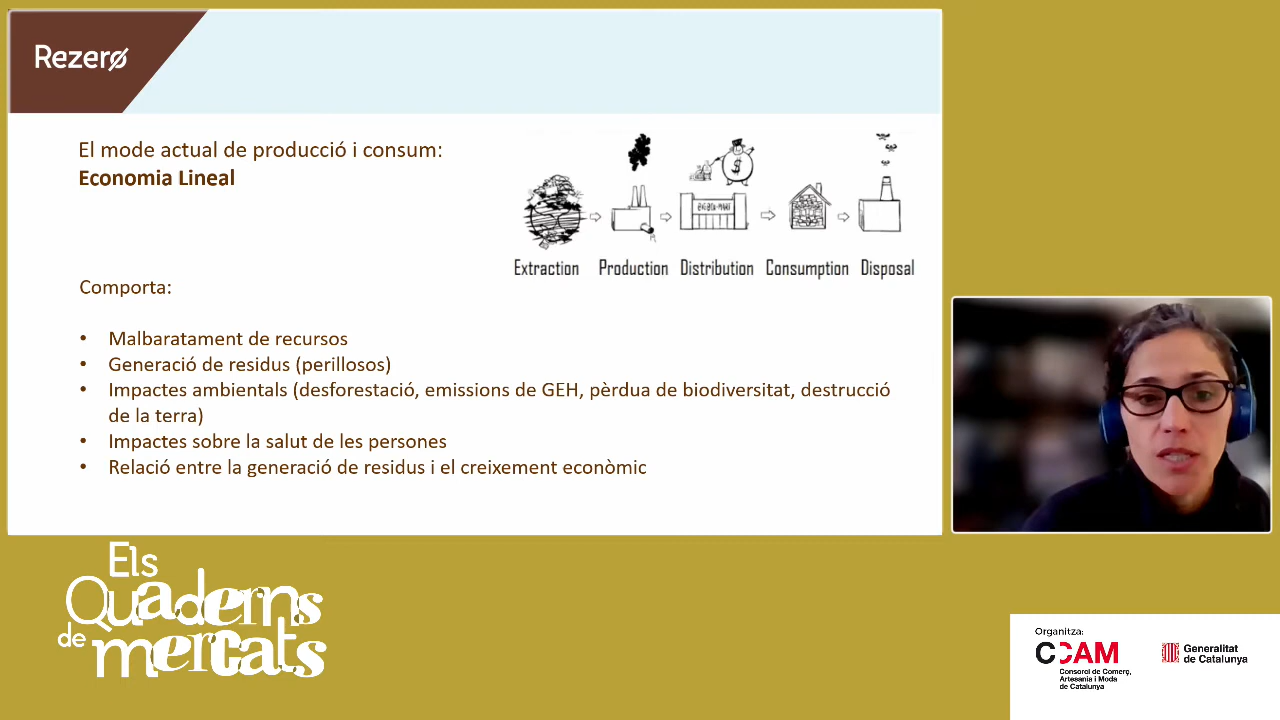 Rezero
El mode actual de producció i consum:
Economia Lineal
Extraction Production Distribution Consumption Disposal
Comporta:
• Malbaratament de recursos
• Generació de residus (perillosos)
• Impactes ambientals (desforestació, emissions de GEH, pèrdua de biodiversitat, destrucció
de la terra)
• Impactes sobre la salut de les persones
• Relació entre la generació de residus i el creixement econòmic
Els
Quaderns
de mercats
Organitza:
CCAM
Consorci de Comerç,
Artesania i Moda
de Catalunya
Generalitat
de Catalunya